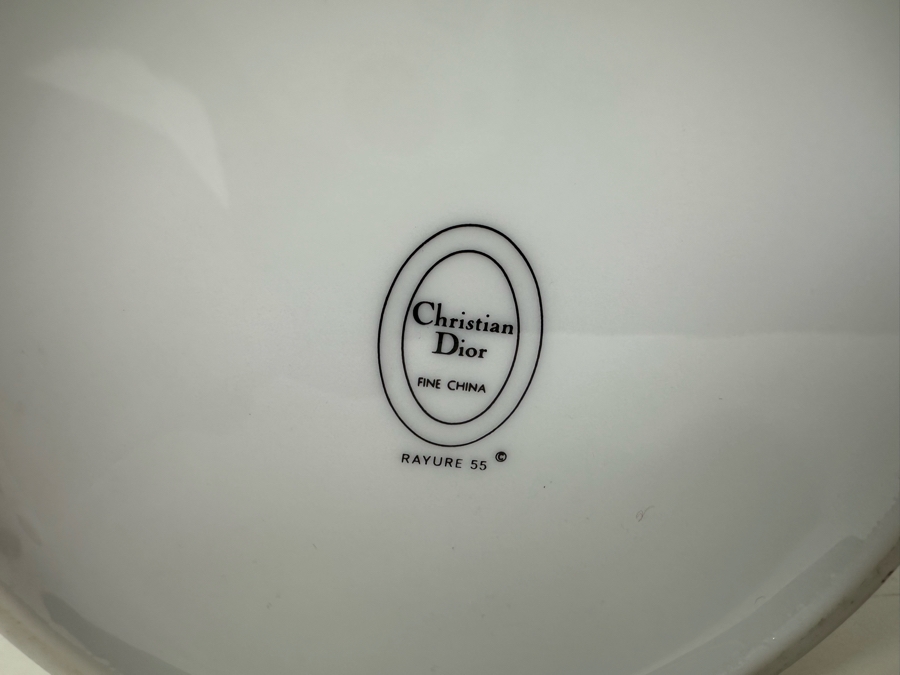 Christian
Dior
FINE CHINA
RAYURE 55 ©